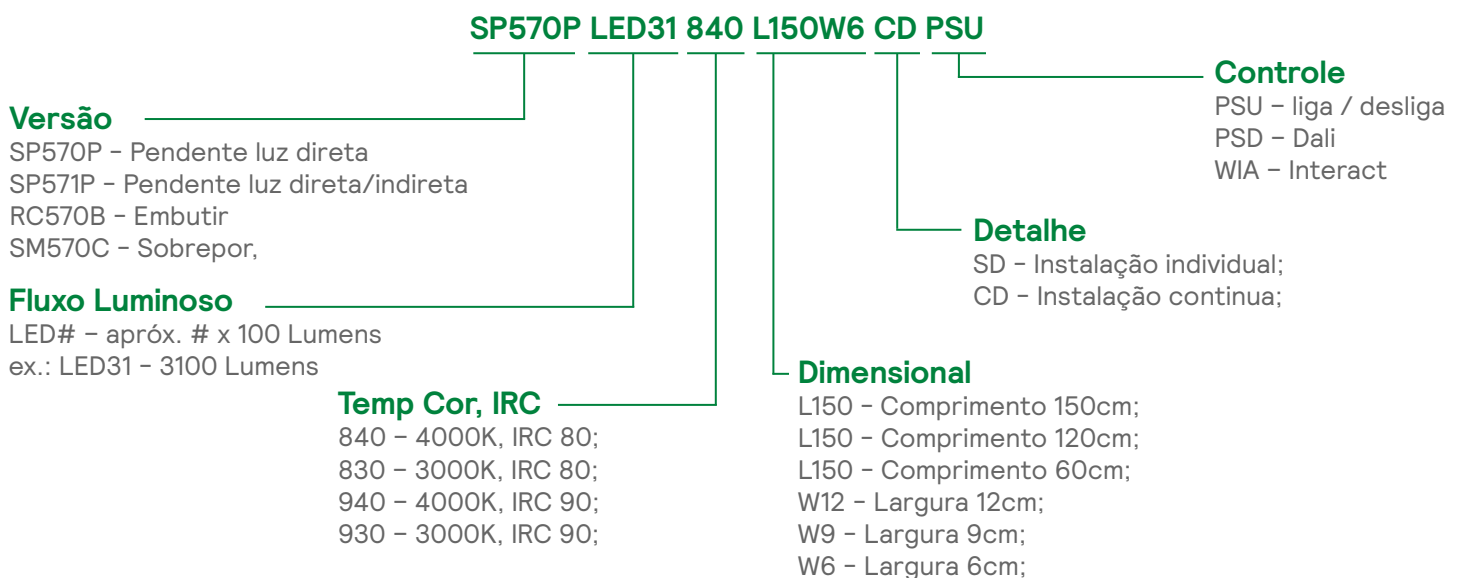 SP570P LED31 840 L150W6 CD PSU
Versão
SP570P – Pendente luz direta
SP571P – Pendente luz direta/indireta
RC570B – Embutir
SM570C – Sobrepor,
Fluxo Luminoso
LED# – apróx. # x 100 Lumens
ex.: LED31 – 3100 Lumens
Temp Cor, IRC
840 – 4000K, IRC 80;
830 – 3000K, IRC 80;
940 – 4000K, IRC 90;
930 – 3000K, IRC 90;
Dimensional
L150 – Comprimento 150cm;
L150 – Comprimento 120cm;
L150 – Comprimento 60cm;
W12 – Largura 12cm;
W9 – Largura 9cm;
W6 – Largura 6cm;
Detalhe
SD – Instalação individual;
CD – Instalação continua;
Controle
PSU – liga / desliga
PSD – Dali
WIA – Interact